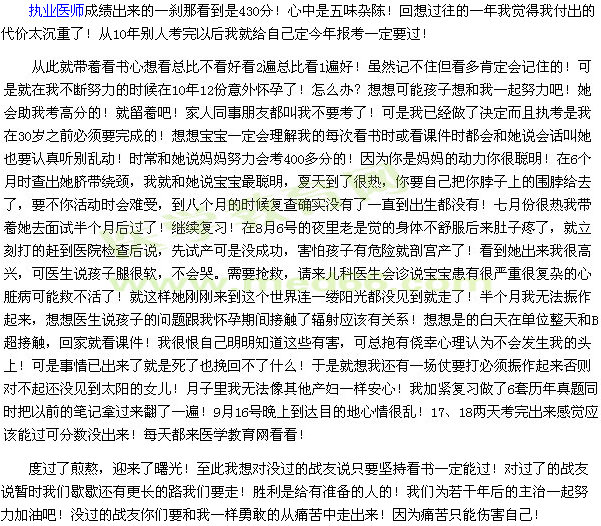 执业医师成绩出来的一刹那看到是430分！心中是五味杂陈！回想过往的一年我觉得我付出的
代价太沉重了！从10年别人考完以后我就给自己定今年报考一定要过！
从此就带着看书心想看总比不看好看2遍总比看1遍好！虽然记不住但看多肯定会记住的！可
是就在我不断努力的时候在10年12份意外怀孕了！怎么办？想想可能孩子想和我一起努力吧！她
会助我考高分的！就留着吧！家人同事朋友都叫我不要考了！可是我已经做了决定而且执考是我
在30岁之前必须要完成的！想想宝宝一定会理解我的每次看书时或看课件时都会和她说会话叫她
也要认真听别乱动！时常和她说妈妈努力会考400多分的！因为你是妈妈的动力你很聪明！在6个
月时查出她脐带绕颈，我就和她说宝宝最聪明，夏天到了很热，你要自己把你脖子上的围脖给去
了，要不你活动时会难受，到八个月的时候复查确实没有了一直到出生都没有！七月份很热我带
着她去面试半个月后过了！继续复习！在8月6号的夜里老是觉的身体不舒服后来肚子疼了，就立
刻打的赶到医院检查后说，先试产可是没成功，害怕孩子有危险就剖宫产了！看到她出来我很高
兴，可医生说孩子腿很软，不会哭。需要抢救，请来儿科医生会诊说宝宝患有很严重很复杂的心
脏病可能救不活了！就这样她刚刚来到这个世界连一缕阳光都没见到就走了！半个月我无法振作
起来，想想医生说孩子的问题跟我怀孕期间接触了辐射应该有关系！想想是的白天在单位整天和B
超接触，回家就看课件！我很恨自己明明知道这些有害，可总抱有侥幸心理认为不会发生我的头
上！可是事情已出来了就是死了也挽回不了什么！于是就想我还有一场仗要打必须振作起来否则
对不起还没见到太阳的女儿！月子里我无法像其他产妇一样安心！我加紧复习做了6套历年真题同
时把以前的笔记拿过来翻了一遍！9月16号晚上到达目的地心情很乱！17、18两天考完出来感觉应
该能过可分数没出来！每天都来医学教育网看看！
度过了煎熬，迎来了曙光！至此我想对没过的战友说只要坚持看书一定能过！对过了的战友
说暂时我们歇歇还有更长的路我们要走！胜利是给有准备的人的！我们为若干年后的主治一起努
力加油吧！没过的战友你们要和我一样勇敢的从痛苦中走出来！因为痛苦只能伤害自己！